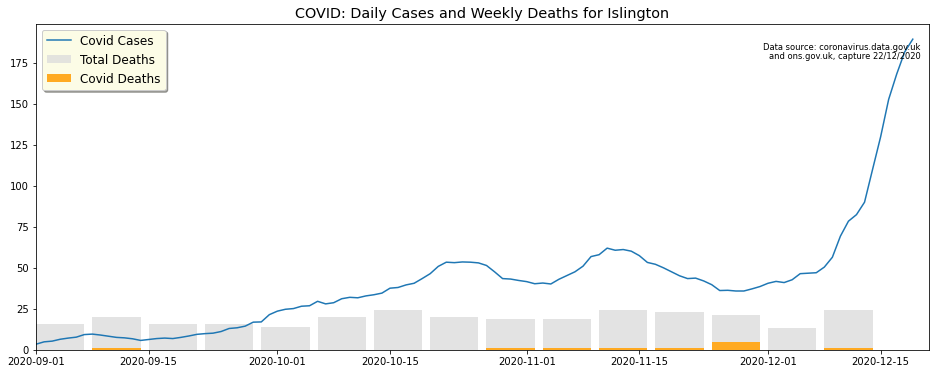 COVID: Daily Cases and Weekly Deaths for Islington
Covid Cases
Total Deaths
Covid Deaths
Data source: coronavirus.data.gov.uk
and ons.gov.uk, capture 22/12/2020
175
150
125
100
75
50
25
0
2020-09-01
2020-09-15
2020-10-01
2020-10-15
2020-11-01
2020-11-15
2020-12-01
2020-12-15